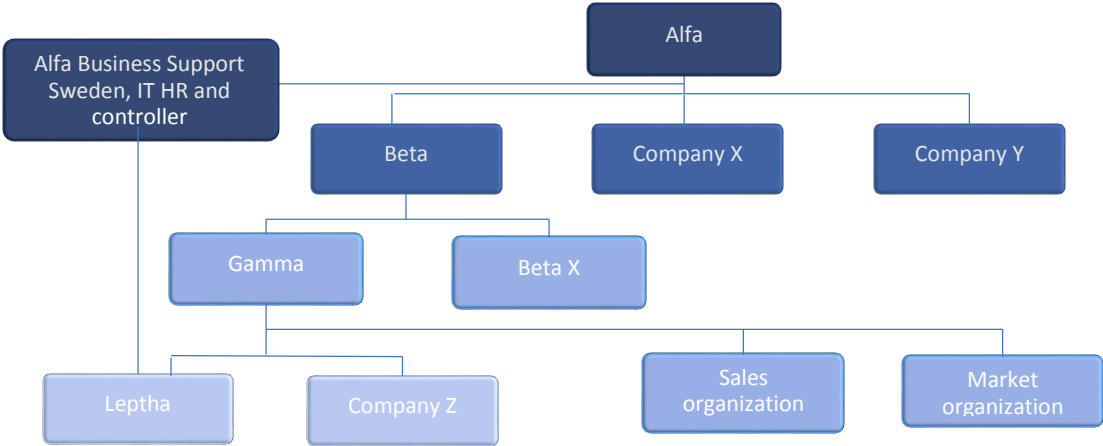 Alfa
Alfa Business Support
Sweden, IT HR and
controller
Beta
Company X
Company Y
Gamma
Beta X
Leptha
Company Z
Sales
organization
Market
organization